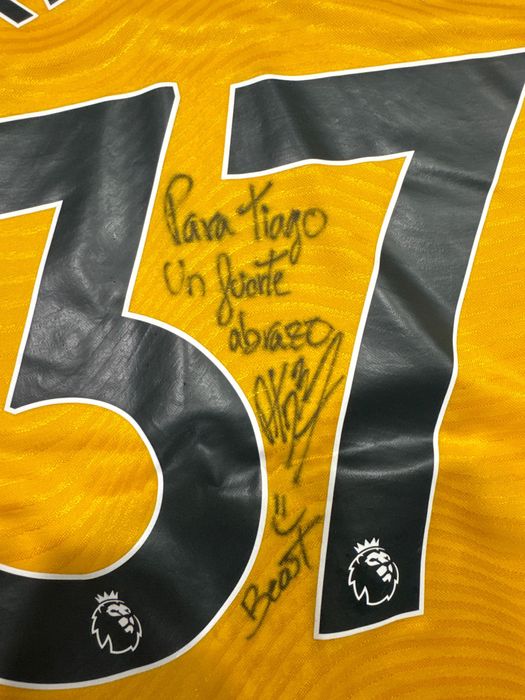 37
Para Tiago
Un fuerte
abrazo
=)
Beast